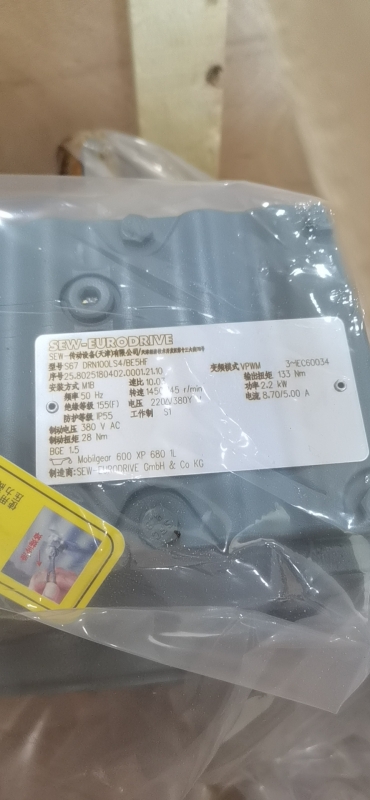 SEW-EURODRIVE
SEW-传动设备(天津)有限公司
型号 S67 DRN100LS4/BE5HF
序号 25.8025180402.0001.21.10 变频模式 VPWM 3~IEC60034
安装方式 M1B 速比 10.0 输出扭矩 133 Nm
频率 50 Hz 转速 r/min 功率 2.2 kW
绝缘等级 155(F) 电压 220△/380Y 电流 8.70/5.00 A
防护等级 IP55 工作制 S1
制动电压 380 V AC
制动扭矩 28 Nm
BGE 1.5
Mobilgear 600 XP 680 1L
制造商:SEW-EURODRIVE GmbH & Co KG